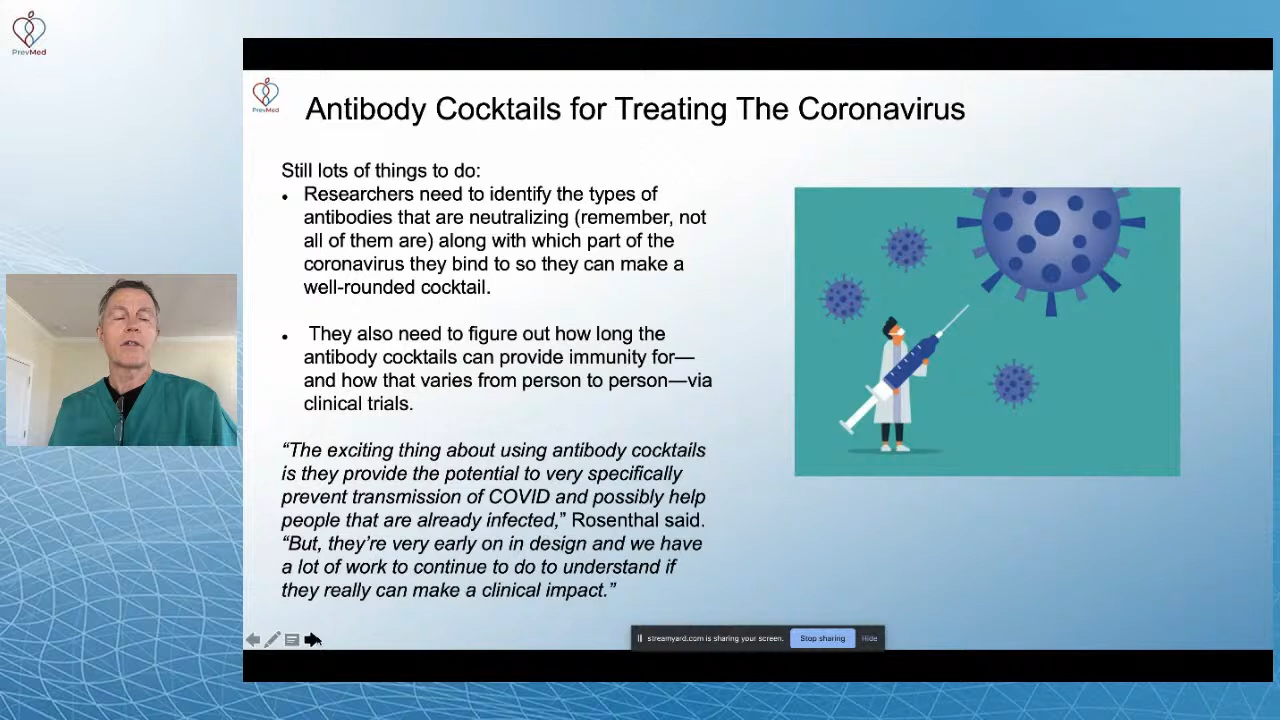 PrevMed
PrevMed
Antibody Cocktails for Treating The Coronavirus
Still lots of things to do:
• Researchers need to identify the types of
antibodies that are neutralizing (remember, not
all of them are) along with which part of the
coronavirus they bind to so they can make a
well-rounded cocktail.
• They also need to figure out how long the
antibody cocktails can provide immunity for—
and how that varies from person to person—via
clinical trials.
“The exciting thing about using antibody cocktails
is they provide the potential to very specifically
prevent transmission of COVID and possibly help
people that are already infected,” Rosenthal said.
“But, they’re very early on in design and we have
a lot of work to continue to do to understand if
they really can make a clinical impact.”
streamyard.com is sharing your screen. Stop sharing Hide